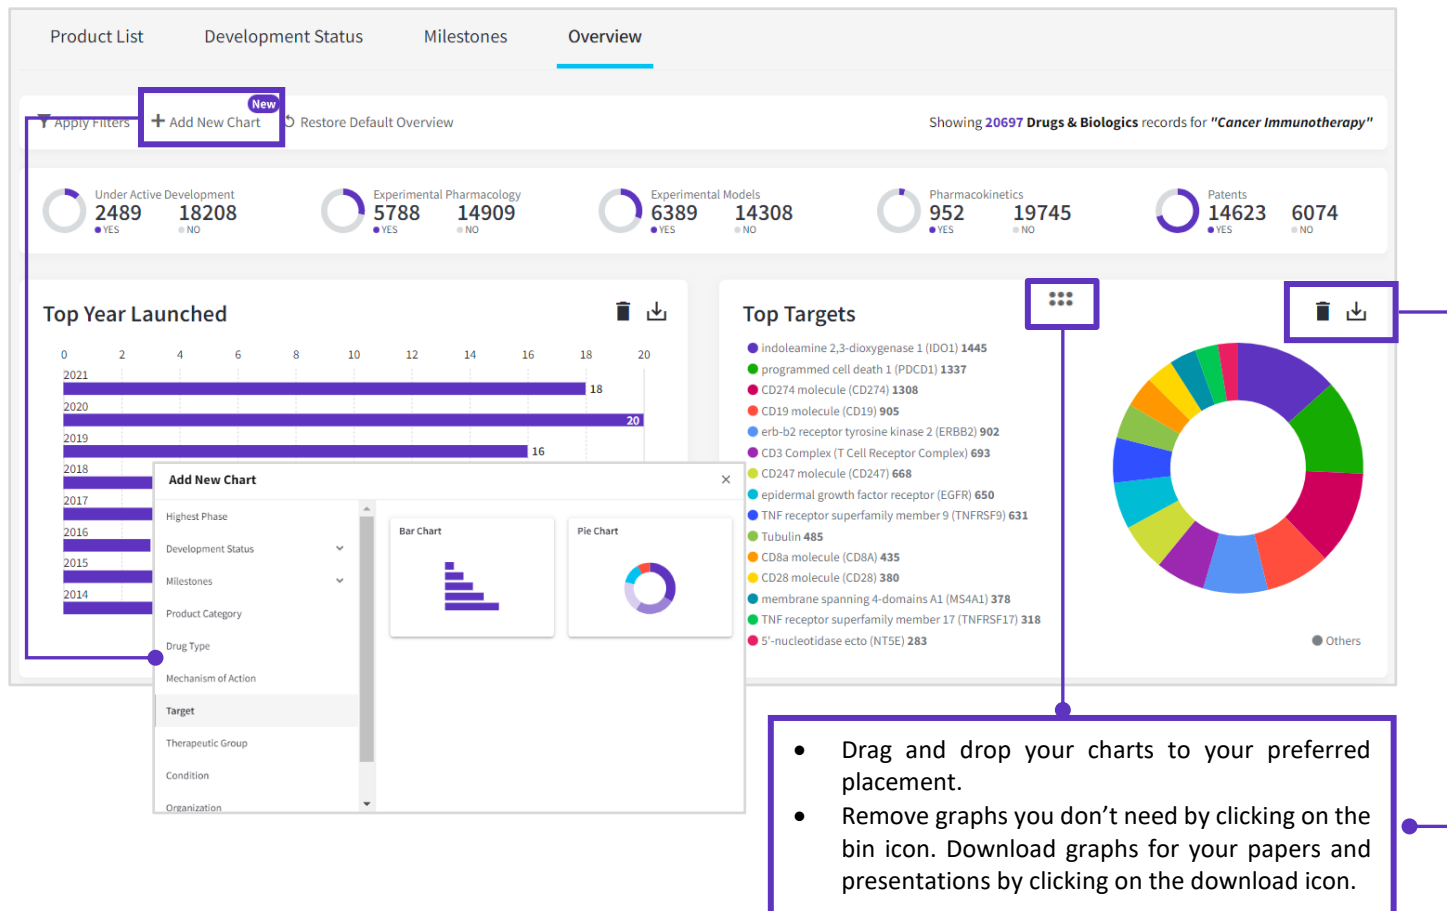 Product List Development Status Milestones Overview
New
Apply Filters + Add New Chart Restore Default Overview Showing 20697 Drugs & Biologics records for "Cancer Immunotherapy"
Under Active Development
2489 18208
YES NO
Experimental Pharmacology
5788 14909
YES NO
Experimental Models
6389 14308
YES NO
Pharmacokinetics
952 19745
YES NO
Patents
14623 6074
YES NO
Top Year Launched
0 2 4 6 8 10 12 14 16 18 20
2021
18
2020
20
2019
16
2018
2017
2016
2015
2014
Top Targets
indoleamine 2,3-dioxygenase 1 (IDO1) 1445
programmed cell death 1 (PDCD1) 1337
CD274 molecule (CD274) 1308
CD19 molecule (CD19) 905
erb-b2 receptor tyrosine kinase 2 (ERBB2) 902
CD3 Complex (T Cell Receptor Complex) 693
CD247 molecule (CD247) 668
epidermal growth factor receptor (EGFR) 650
TNF receptor superfamily member 9 (TNFRSF9) 631
Tubulin 485
CD8a molecule (CD8A) 435
CD28 molecule (CD28) 380
membrane spanning 4-domains A1 (MS4A1) 378
TNF receptor superfamily member 17 (TNFRSF17) 318
5'-nucleotidase ecto (NT5E) 283
Others
Add New Chart ×
Highest Phase
Development Status
Milestones
Product Category
Drug Type
Mechanism of Action
Target
Therapeutic Group
Condition
Organization
Bar Chart
Pie Chart
• Drag and drop your charts to your preferred
placement.
• Remove graphs you don’t need by clicking on the
bin icon. Download graphs for your papers and
presentations by clicking on the download icon.